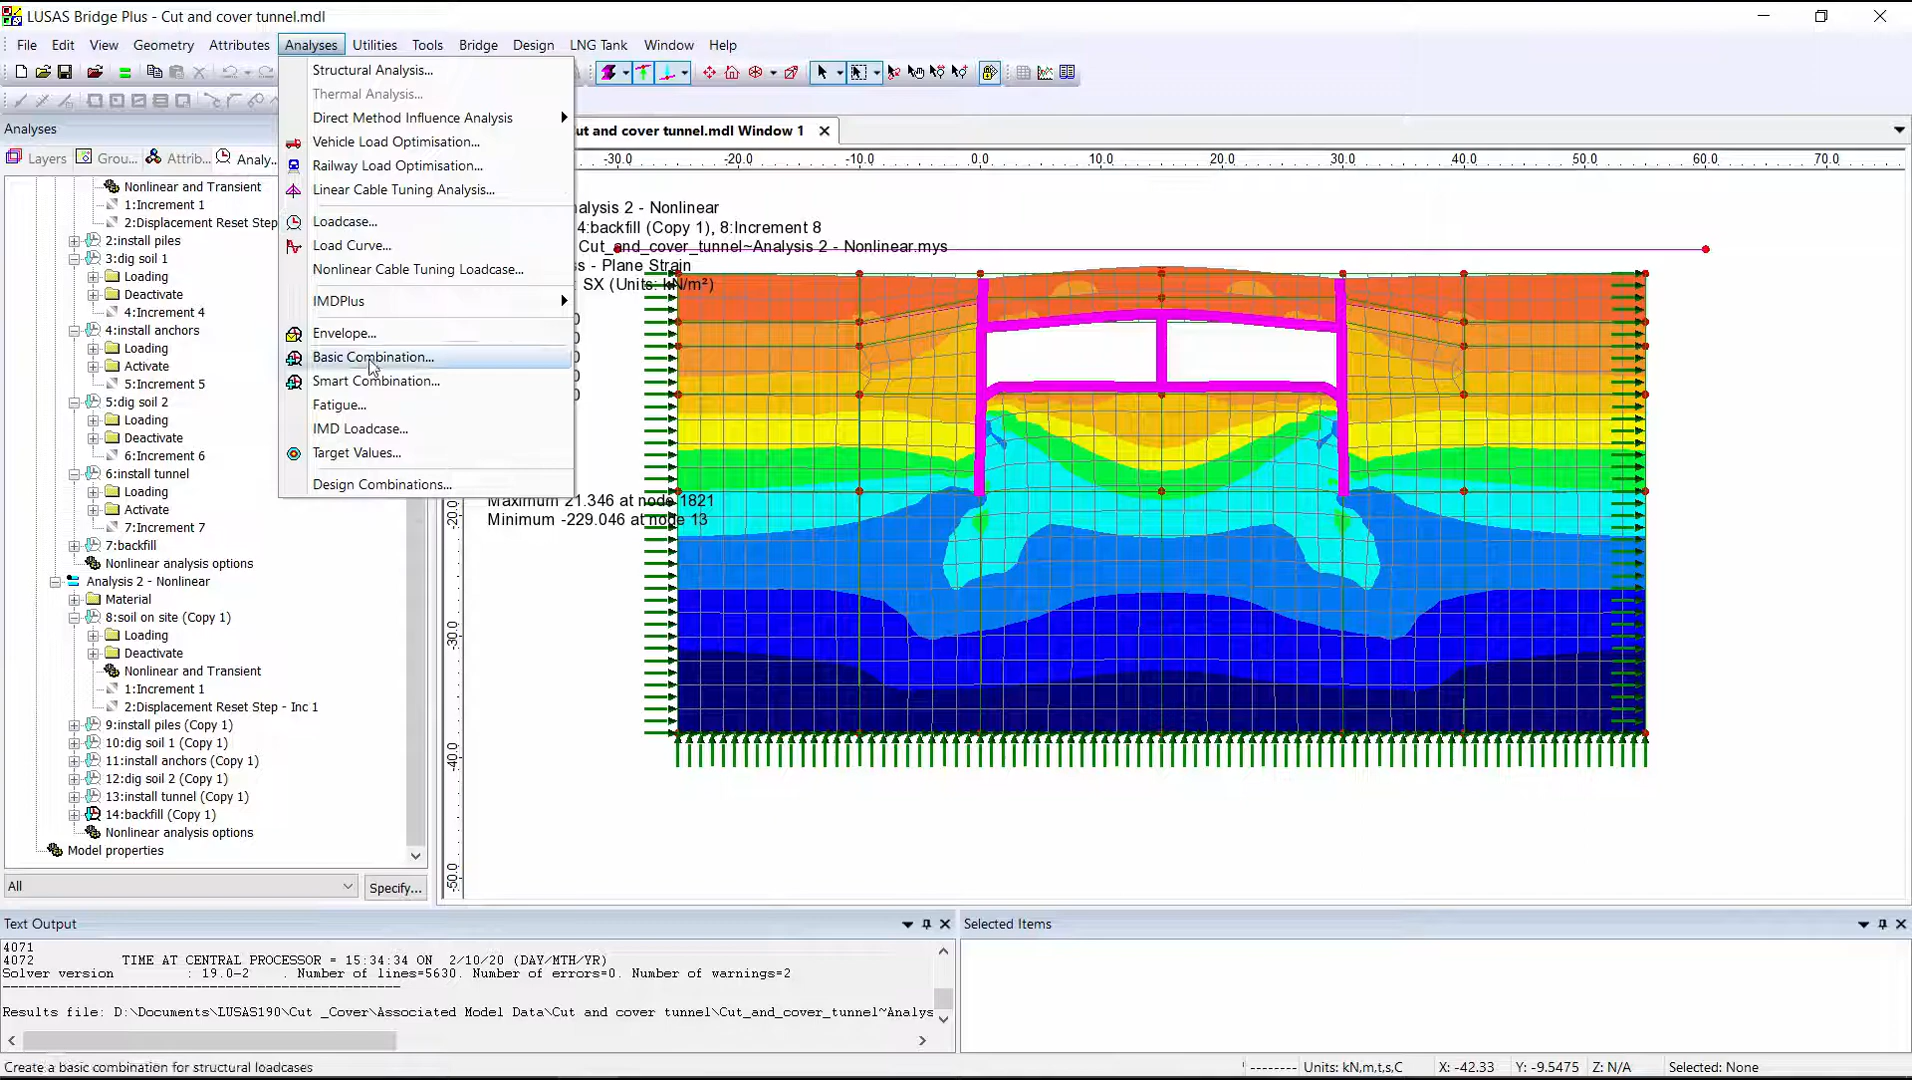 LUSAS Bridge Plus - Cut and cover tunnel.mdl
File Edit View Geometry Attributes Analyses Utilities Tools Bridge Design LNG Tank Window Help
Structural Analysis...
Thermal Analysis...
Direct Method Influence Analysis
Vehicle Load Optimisation...
Railway Load Optimisation...
Linear Cable Tuning Analysis...
Loadcase...
Load Curve...
Nonlinear Cable Tuning Loadcase...
IMDPlus
Envelope...
Basic Combination...
Smart Combination...
Fatigue...
IMD Loadcase...
Target Values...
Design Combinations...
Analyses
Layers Grou... Attrib... Analy...
Nonlinear and Transient
1:Increment 1
2:Displacement Reset Step
2:install piles
3:dig soil 1
Loading
Deactivate
4:Increment 4
4:install anchors
Loading
Activate
5:Increment 5
5:dig soil 2
Loading
Deactivate
6:Increment 6
6:install tunnel
Loading
Activate
7:Increment 7
7:backfill
Nonlinear analysis options
Analysis 2 - Nonlinear
Material
8:soil on site (Copy 1)
Loading
Deactivate
Nonlinear and Transient
1:Increment 1
2:Displacement Reset Step - Inc 1
9:install piles (Copy 1)
10:dig soil 1 (Copy 1)
11:install anchors (Copy 1)
12:dig soil 2 (Copy 1)
13:install tunnel (Copy 1)
14:backfill (Copy 1)
Nonlinear analysis options
Model properties
All Specify...
ut and cover tunnel.mdl Window 1
-30.0 -20.0 -10.0 0.0 10.0 20.0 30.0 40.0 50.0 60.0 70.0
nalysis 2 - Nonlinear
4:backfill (Copy 1), 8:Increment 8
Cut_and_cover_tunnel~Analysis 2 - Nonlinear.mys
ss - Plane Strain
SX (Units: kN/m²)
0
0
0
0
0
Maximum 21.346 at node 1821
Minimum -229.046 at node 13
-20.0
-30.0
-40.0
-50.0
Text Output
4071
4072 TIME AT CENTRAL PROCESSOR = 15:34:34 ON 2/10/20 (DAY/MTH/YR)
Solver version : 19.0-2 . Number of lines=5630. Number of errors=0. Number of warnings=2
Results file: D:\Documents\LUSAS190\Cut _Cover\Associated Model Data\Cut and cover tunnel\Cut_and_cover_tunnel~Analys
Selected Items
Create a basic combination for structural loadcases
Units: kN,m,t,s,C X: -42.33 Y: -9.5475 Z: N/A Selected: None